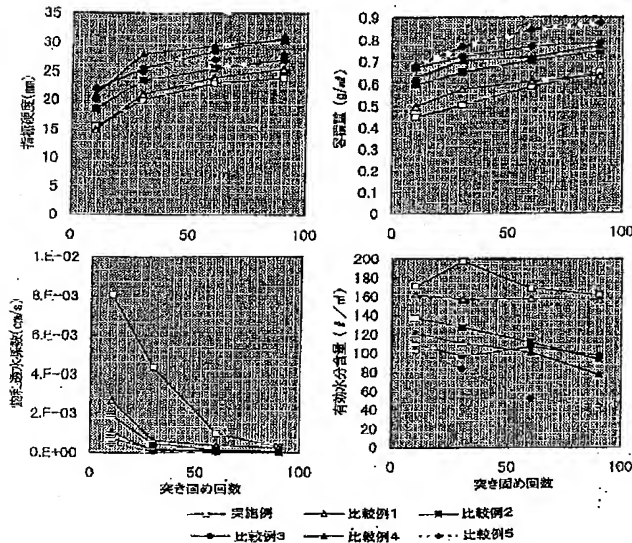 35
30
25
20
15
10
5
0
指標硬度(mm)
0 50 100
0.9
0.8
0.7
0.6
0.5
0.4
0.3
0.2
0.1
0
容積重 (g/mℓ)
0 50 100
1.E-02
8.E-03
6.E-03
4.E-03
2.E-03
0.E+00
飽和透水係数(cm/s)
0 50 100
突き固め回数
200
180
160
140
120
100
80
60
40
20
0
有効水分含量 (ℓ/㎥)
0 50 100
突き固め回数
実施例 比較例1 比較例2
比較例3 比較例4 比較例5